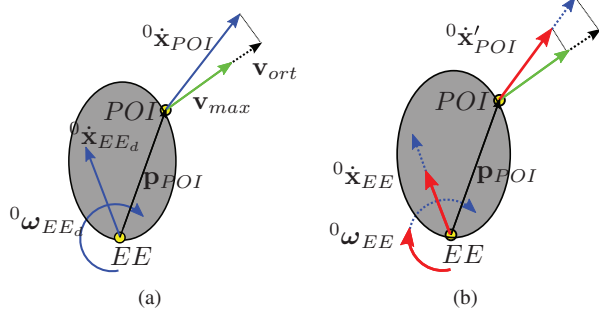 ⁰ẋ_POI
v_ort
POI
v_max
⁰ẋ_EE_d
p_POI
⁰ω_EE_d
EE
(a)
⁰ẋ′_POI
POI
⁰ẋ_EE
p_POI
⁰ω_EE
EE
(b)